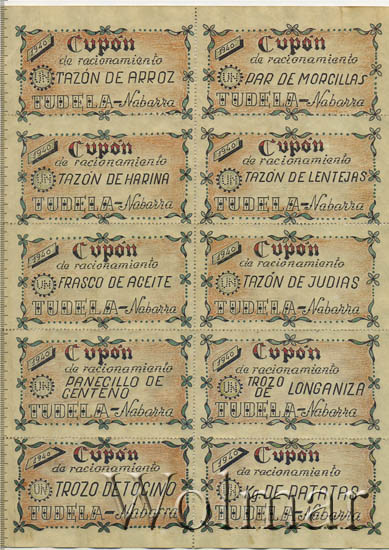 1940 Cupón
de racionamiento
UN TAZÓN DE ARROZ
TUDELA-Nabarra
1940 Cupón
de racionamiento
UN PAR DE MORCILLAS
TUDELA-Nabarra
1940 Cupón
de racionamiento
UN TAZÓN DE HARINA
TUDELA-Nabarra
1940 Cupón
de racionamiento
UN TAZÓN DE LENTEJAS
TUDELA-Nabarra
1940 Cupón
de racionamiento
UN FRASCO DE ACEITE
TUDELA-Nabarra
1940 Cupón
de racionamiento
UN TAZÓN DE JUDIAS
TUDELA-Nabarra
1940 Cupón
de racionamiento
UN PANECILLO DE
CENTENO
TUDELA-Nabarra
1940 Cupón
de racionamiento
UN TROZO DE LONGANIZA
TUDELA-Nabarra
1940 Cupón
de racionamiento
UN TROZO DE TOCINO
TUDELA-Nabarra
1940 Cupón
de racionamiento
UN KG DE PATATAS
TUDELA-Nabarra
Wolmar